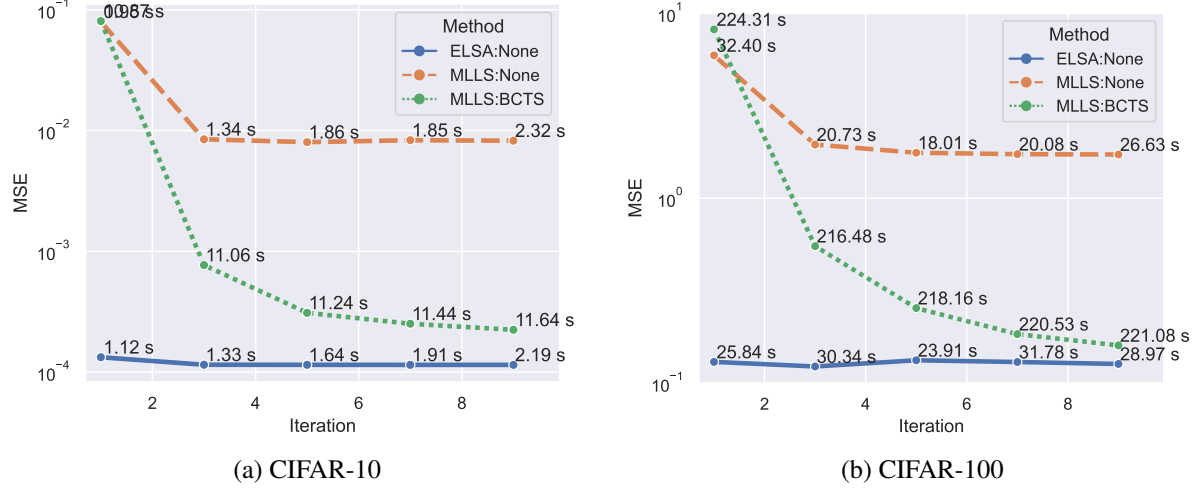 10⁻¹
10⁻²
10⁻³
10⁻⁴
MSE
Method
ELSA:None
MLLS:None
MLLS:BCTS
1.34 s
1.86 s
1.85 s
2.32 s
11.06 s
11.24 s
11.44 s
11.64 s
1.12 s
1.33 s
1.64 s
1.91 s
2.19 s
2
4
6
8
Iteration
(a) CIFAR-10
10¹
10⁰
10⁻¹
MSE
Method
ELSA:None
MLLS:None
MLLS:BCTS
224.31 s
32.40 s
20.73 s
18.01 s
20.08 s
26.63 s
216.48 s
218.16 s
220.53 s
221.08 s
25.84 s
30.34 s
23.91 s
31.78 s
28.97 s
2
4
6
8
Iteration
(b) CIFAR-100